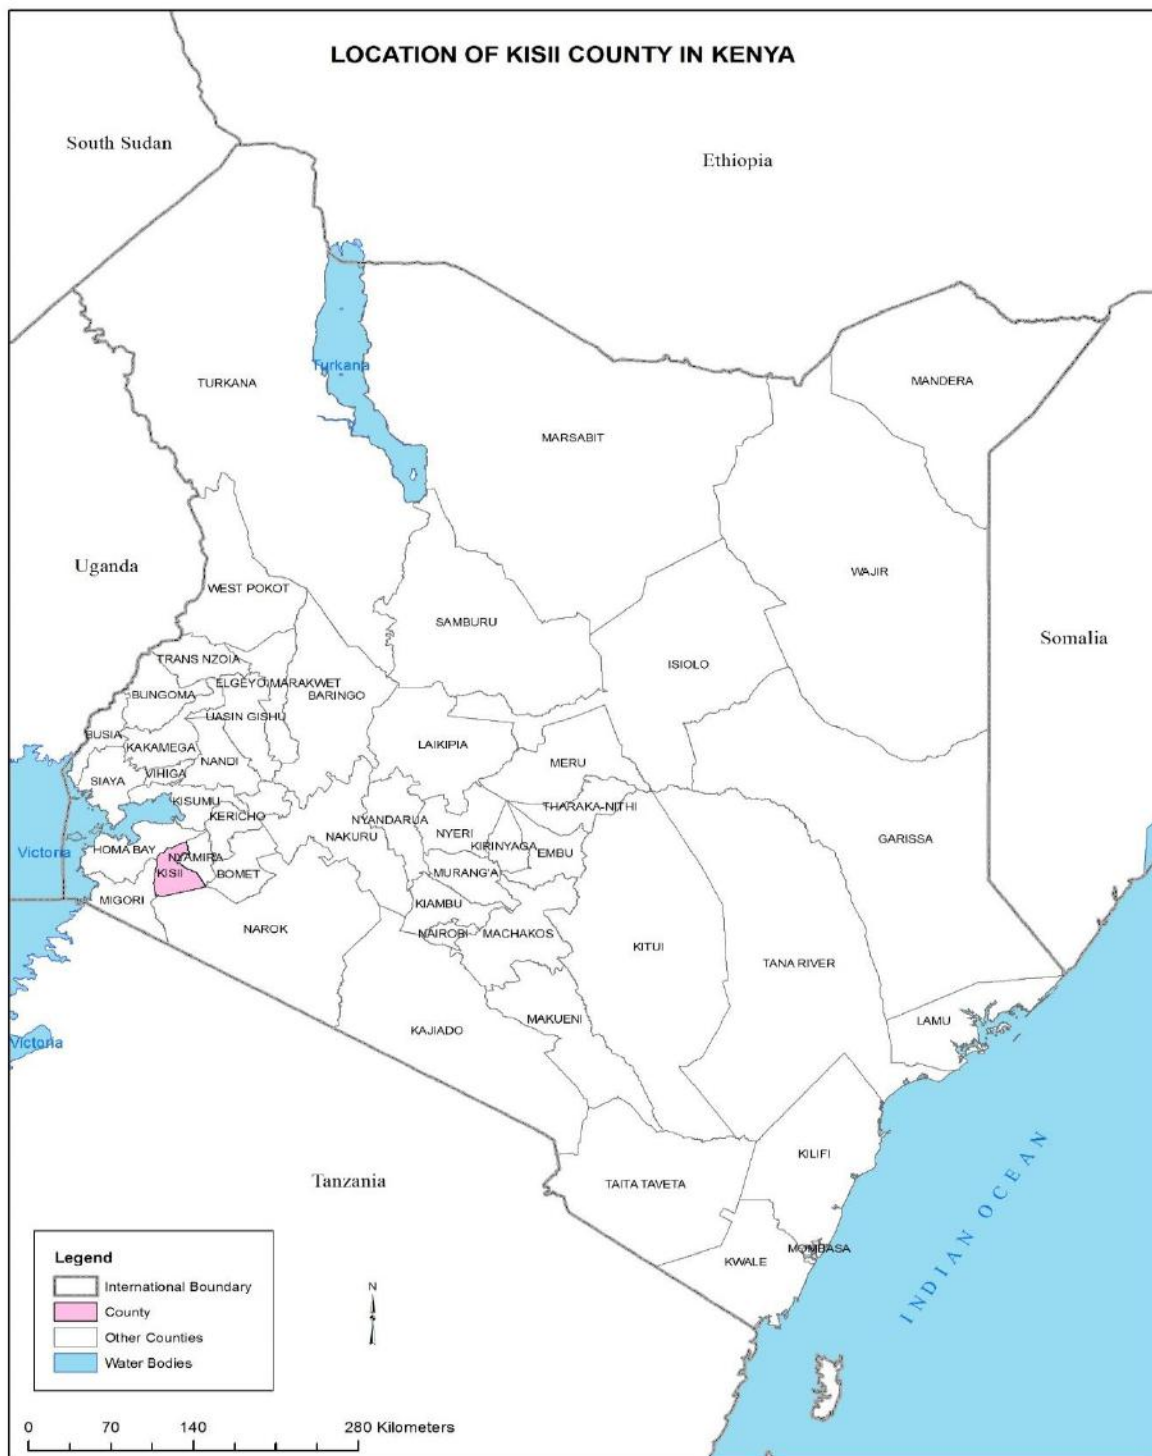 LOCATION OF KISII COUNTY IN KENYA
South Sudan
Ethiopia
Turkana
TURKANA
MANDERA
MARSABIT
Uganda
WAJIR
WEST POKOT
SAMBURU
Somalia
TRANS NZOIA
ISIOLO
ELGEYO/MARAKWET
BUNGOMA
BARINGO
UASIN GISHU
BUSIA
KAKAMEGA
LAIKIPIA
NANDI
MERU
VIHIGA
SIAYA
KISUMU
THARAKA-NITHI
KERICHO
NYANDARUA
NYERI
NAKURU
GARISSA
KIRINYAGA
HOMA BAY
Victoria
EMBU
NYAMIRA
KISII
BOMET
MURANG'A
MIGORI
KIAMBU
NAROK
NAIROBI
MACHAKOS
KITUI
TANA RIVER
MAKUENI
LAMU
KAJIADO
Victoria
KILIFI
Tanzania
TAITA TAVETA
INDIAN OCEAN
MOMBASA
KWALE
Legend
International Boundary
County
Other Counties
Water Bodies
N
0 70 140 280 Kilometers